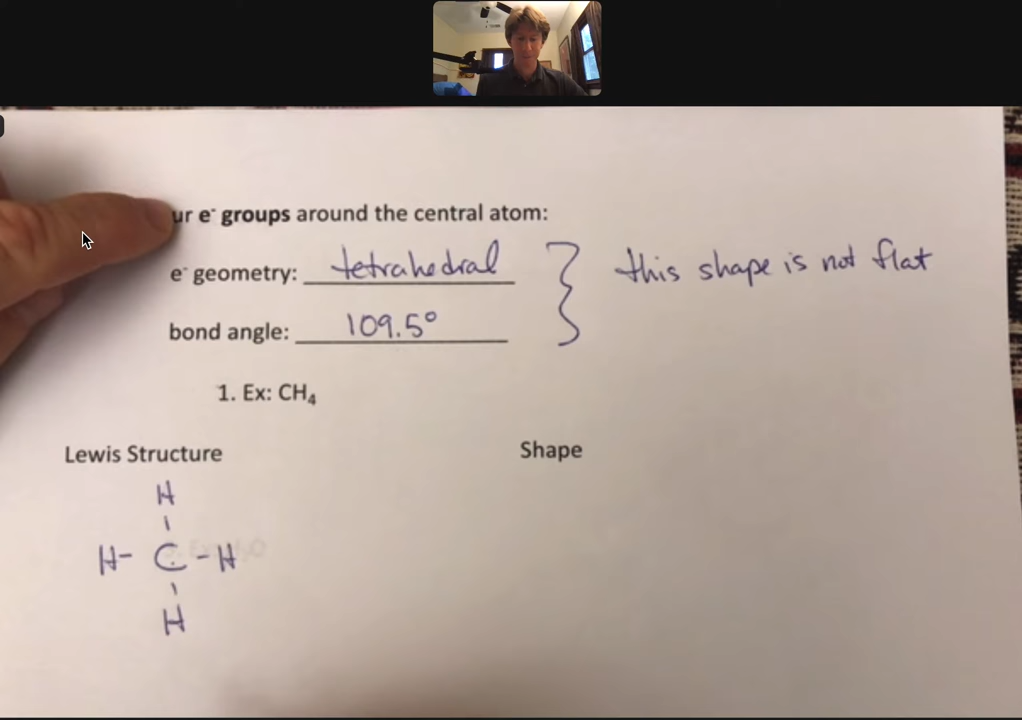 ur e⁻ groups around the central atom:
e⁻ geometry: tetrahedral
this shape is not flat
bond angle: 109.5°
1. Ex: CH₄
Lewis Structure
Shape
H
H- C -H
H